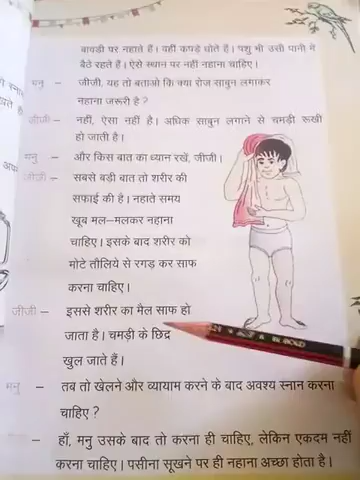 बावडी पर नहाते हैं। वहीं कपड़े धोते हैं। पशु भी उसी पानी में
बैठे रहते हैं। ऐसे स्थान पर नहीं नहाना चाहिए।
मनु – जीजी, यह तो बताओ कि क्या रोज साबुन लगाकर
नहाना जरूरी है ?
जीजी – नहीं, ऐसा नहीं है। अधिक साबुन लगाने से चमड़ी रूखी
हो जाती है।
मनु – और किस बात का ध्यान रखें, जीजी।
जीजी – सबसे बड़ी बात तो शरीर की
सफाई की है। नहाते समय
खूब मल-मलकर नहाना
चाहिए। इसके बाद शरीर को
मोटे तौलिये से रगड़ कर साफ
करना चाहिए।
जीजी – इससे शरीर का मैल साफ हो
जाता है। चमड़ी के छिद्र
खुल जाते हैं।
मनु – तब तो खेलने और व्यायाम करने के बाद अवश्य स्नान करना
चाहिए ?
– हाँ, मनु उसके बाद तो करना ही चाहिए, लेकिन एकदम नहीं
करना चाहिए। पसीना सूखने पर ही नहाना अच्छा होता है।